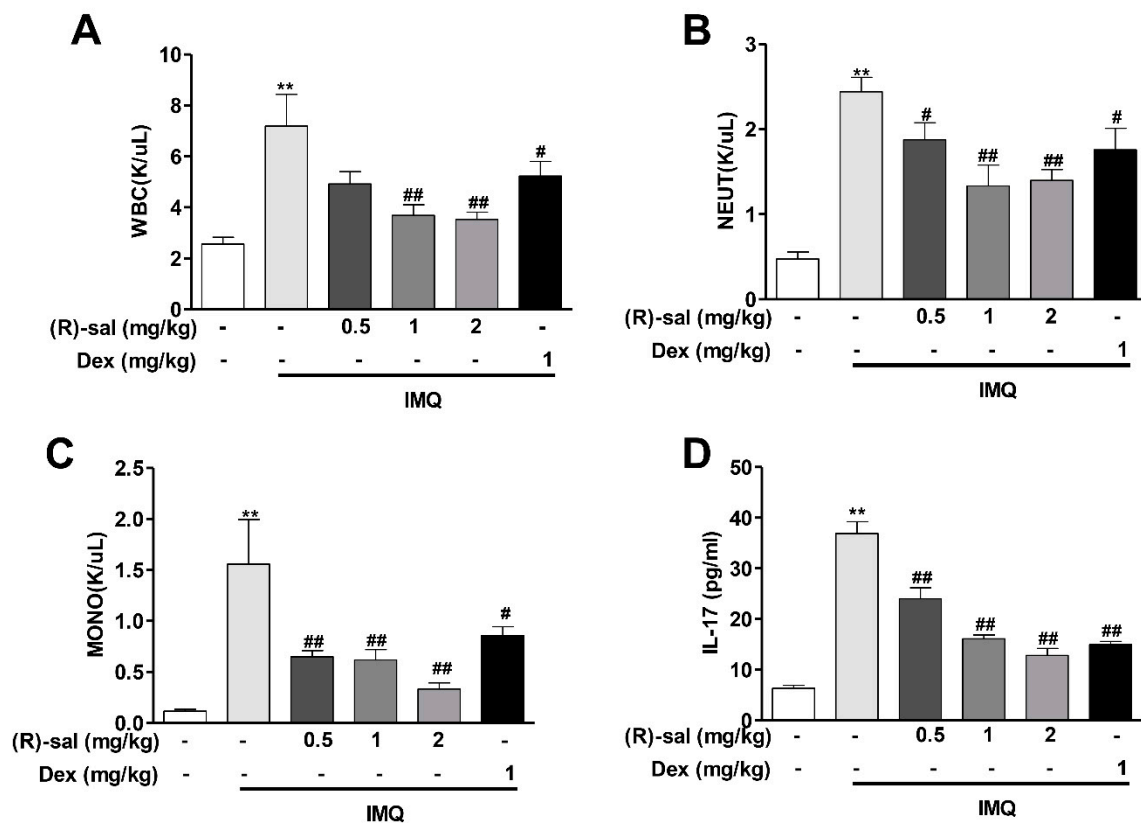 A
WBC(K/uL)
10
8
6
4
2
0
** ## ## #
(R)-sal (mg/kg) - - 0.5 1 2 -
Dex (mg/kg) - - - - - 1
IMQ
B
NEUT(K/uL)
3
2
1
0
** # ## ## #
(R)-sal (mg/kg) - - 0.5 1 2 -
Dex (mg/kg) - - - - - 1
IMQ
C
MONO(K/uL)
2.5
2.0
1.5
1.0
0.5
0.0
** ## ## ## #
(R)-sal (mg/kg) - - 0.5 1 2 -
Dex (mg/kg) - - - - - 1
IMQ
D
IL-17 (pg/ml)
50
40
30
20
10
0
** ## ## ## ##
(R)-sal (mg/kg) - - 0.5 1 2 -
Dex (mg/kg) - - - - - 1
IMQ